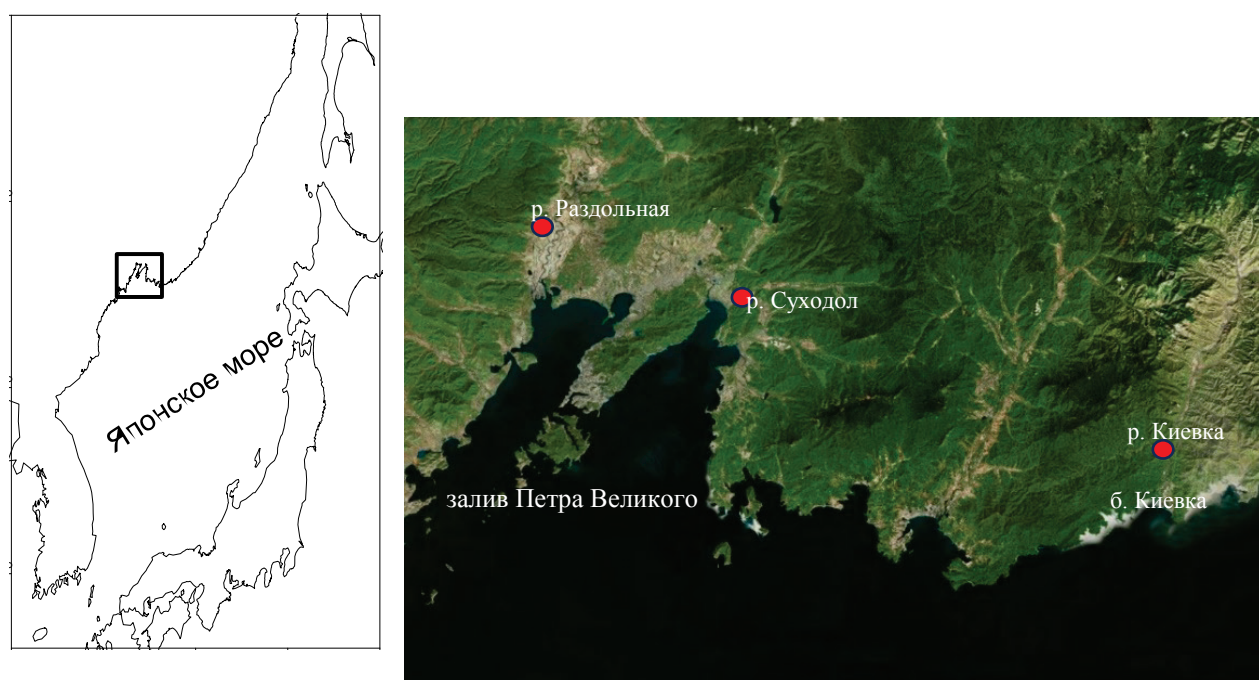 Японское море
р. Раздольная
р. Суходол
р. Киевка
залив Петра Великого
б. Киевка